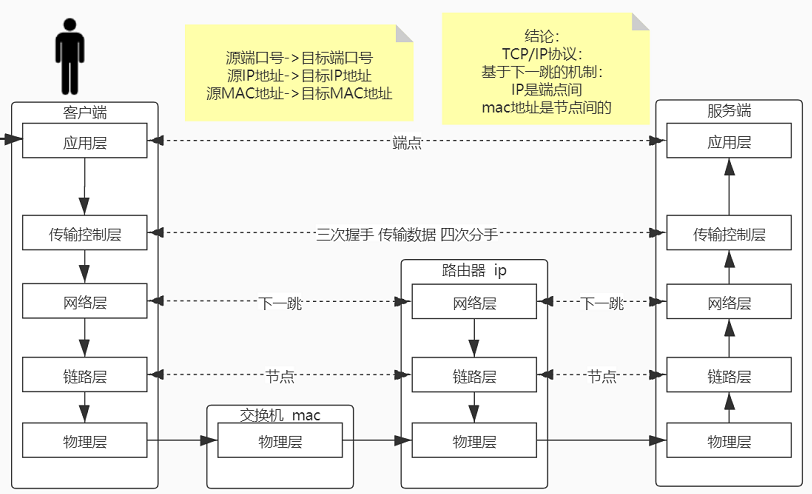 源端口号->目标端口号
源IP地址->目标IP地址
源MAC地址->目标MAC地址
结论：
TCP/IP协议：
基于下一跳的机制：
IP是端点间
mac地址是节点间的
客户端
服务端
应用层
端点
应用层
传输控制层
三次握手 传输数据 四次分手
传输控制层
路由器 ip
网络层
下一跳
网络层
下一跳
网络层
链路层
节点
链路层
节点
链路层
交换机 mac
物理层
物理层
物理层
物理层